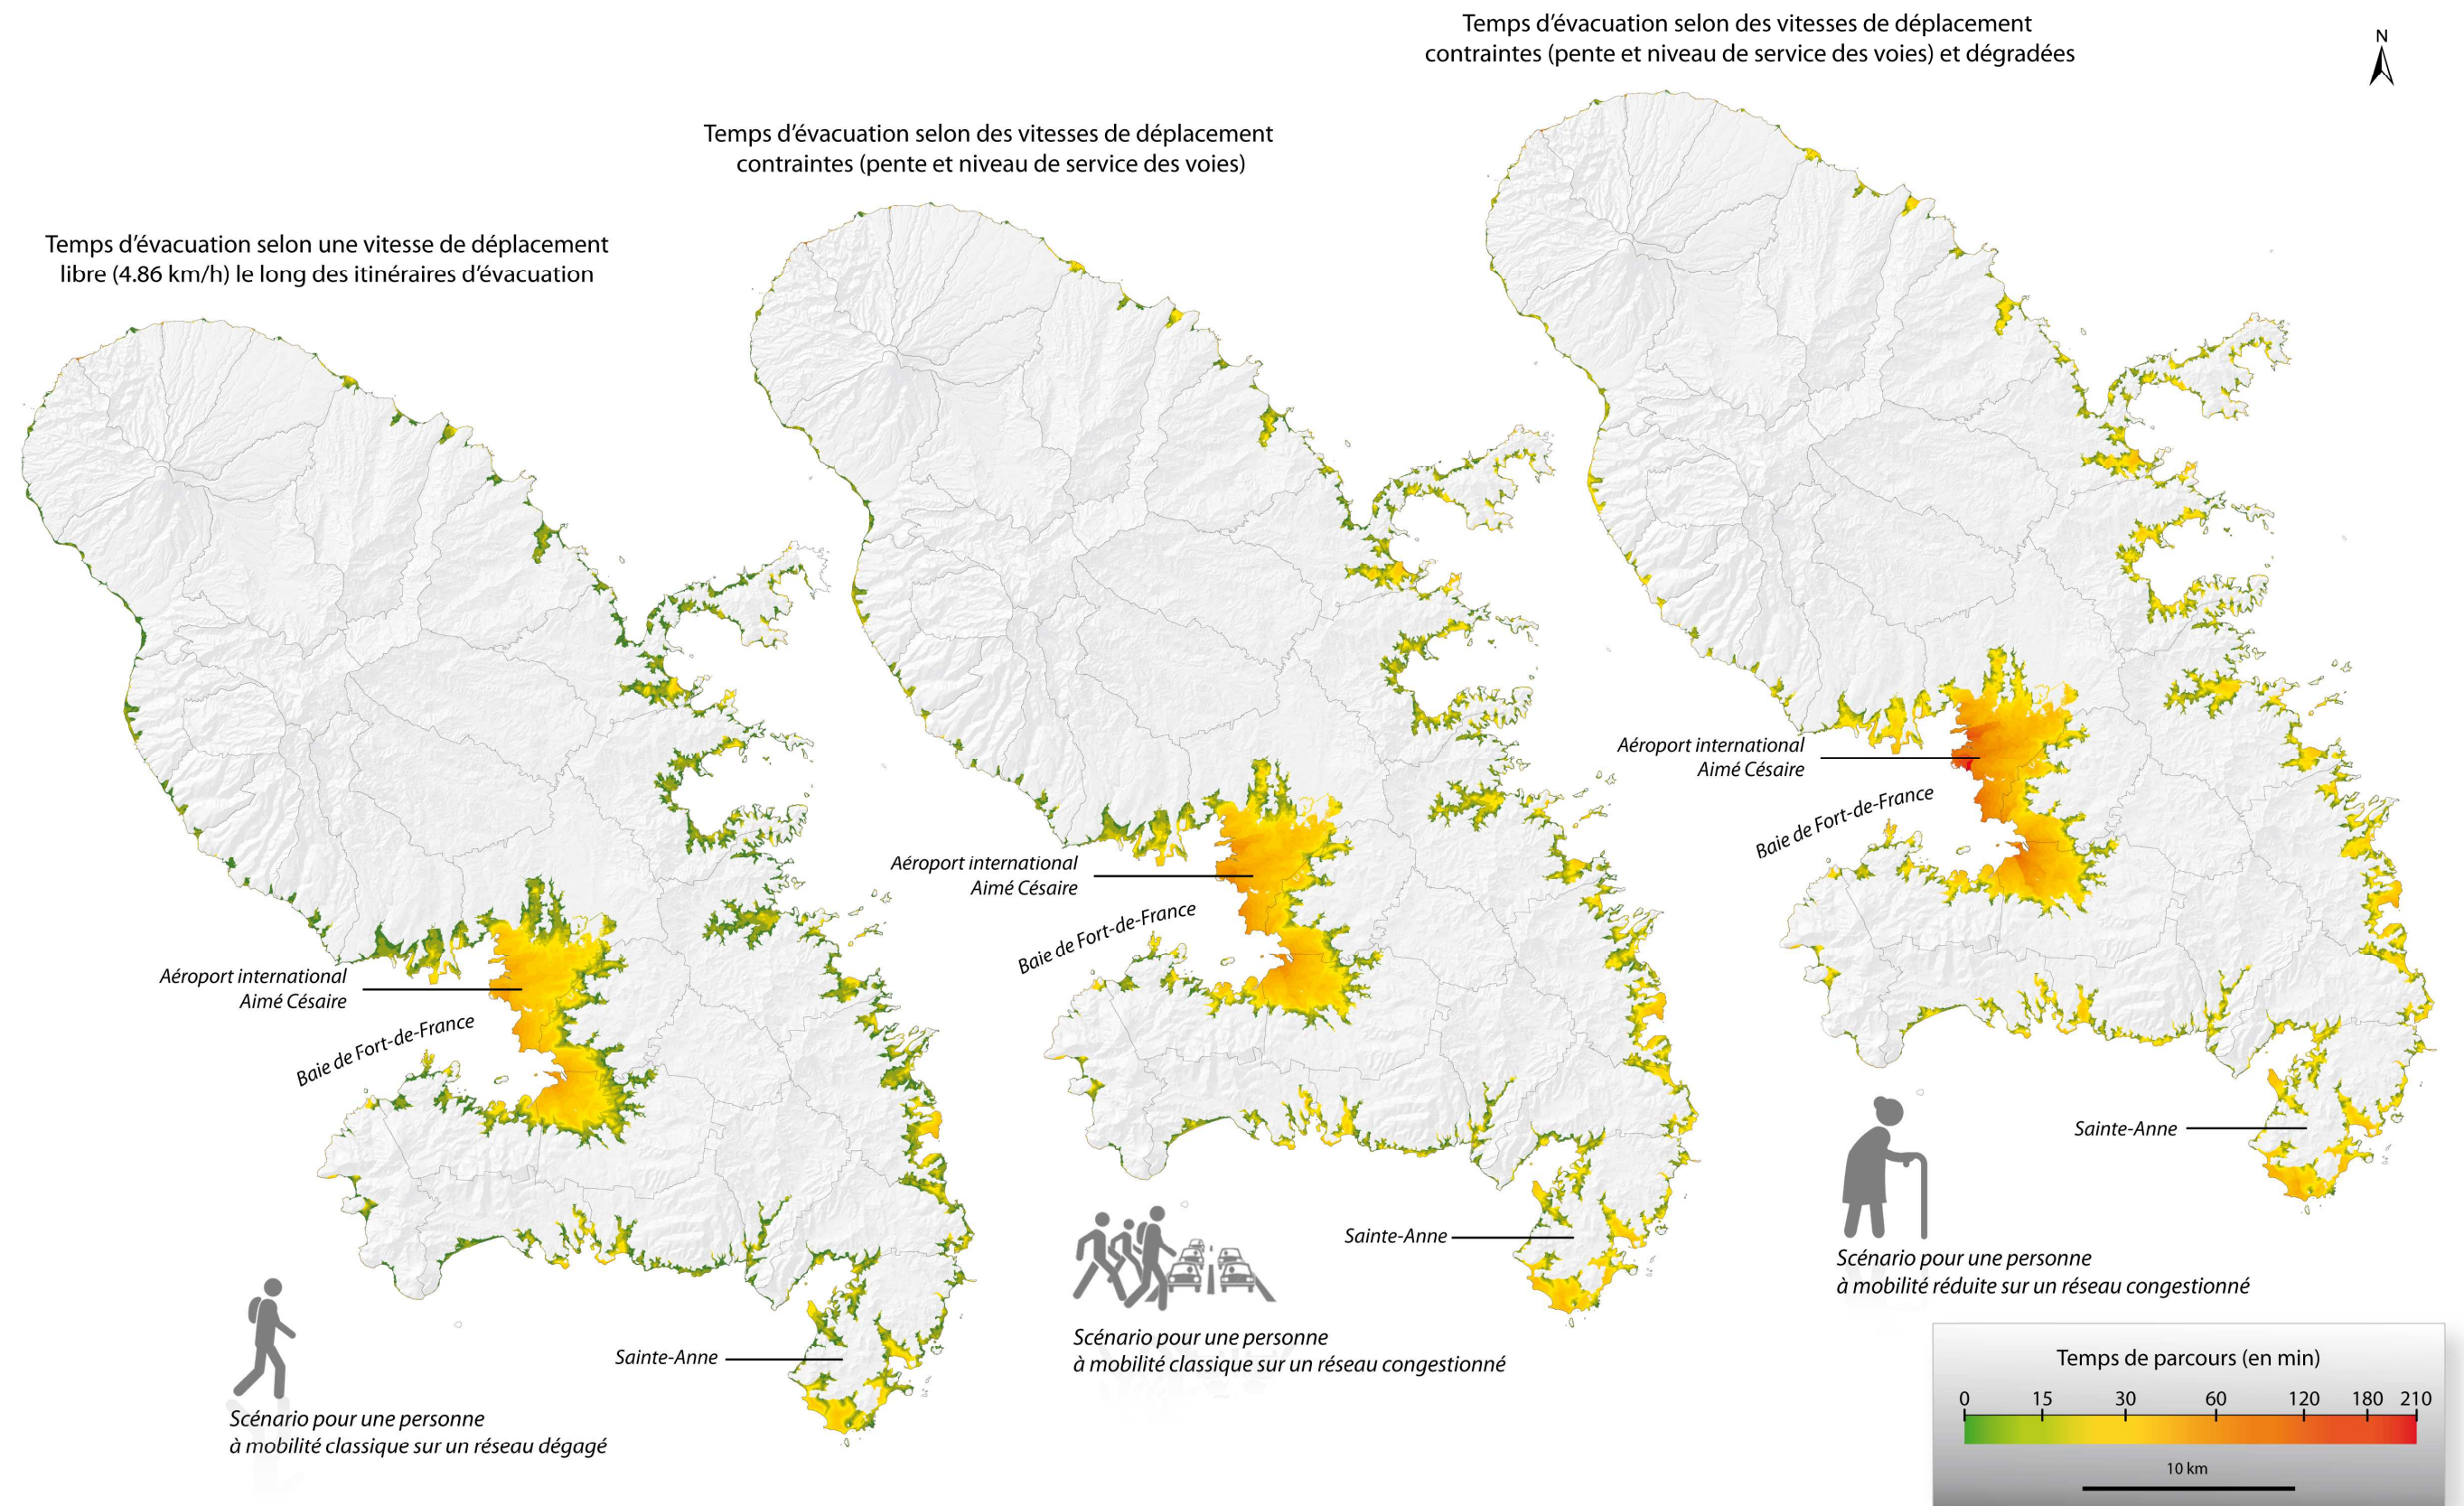 Temps d'évacuation selon une vitesse de déplacement
libre (4.86 km/h) le long des itinéraires d'évacuation
Aéroport international
Aimé Césaire
Baie de Fort-de-France
Sainte-Anne
Scénario pour une personne
à mobilité classique sur un réseau dégagé
Temps d'évacuation selon des vitesses de déplacement
contraintes (pente et niveau de service des voies)
Aéroport international
Aimé Césaire
Baie de Fort-de-France
Sainte-Anne
Scénario pour une personne
à mobilité classique sur un réseau congestionné
Temps d'évacuation selon des vitesses de déplacement
contraintes (pente et niveau de service des voies) et dégradées
N
Aéroport international
Aimé Césaire
Baie de Fort-de-France
Sainte-Anne
Scénario pour une personne
à mobilité réduite sur un réseau congestionné
Temps de parcours (en min)
0 15 30 60 120 180 210
10 km